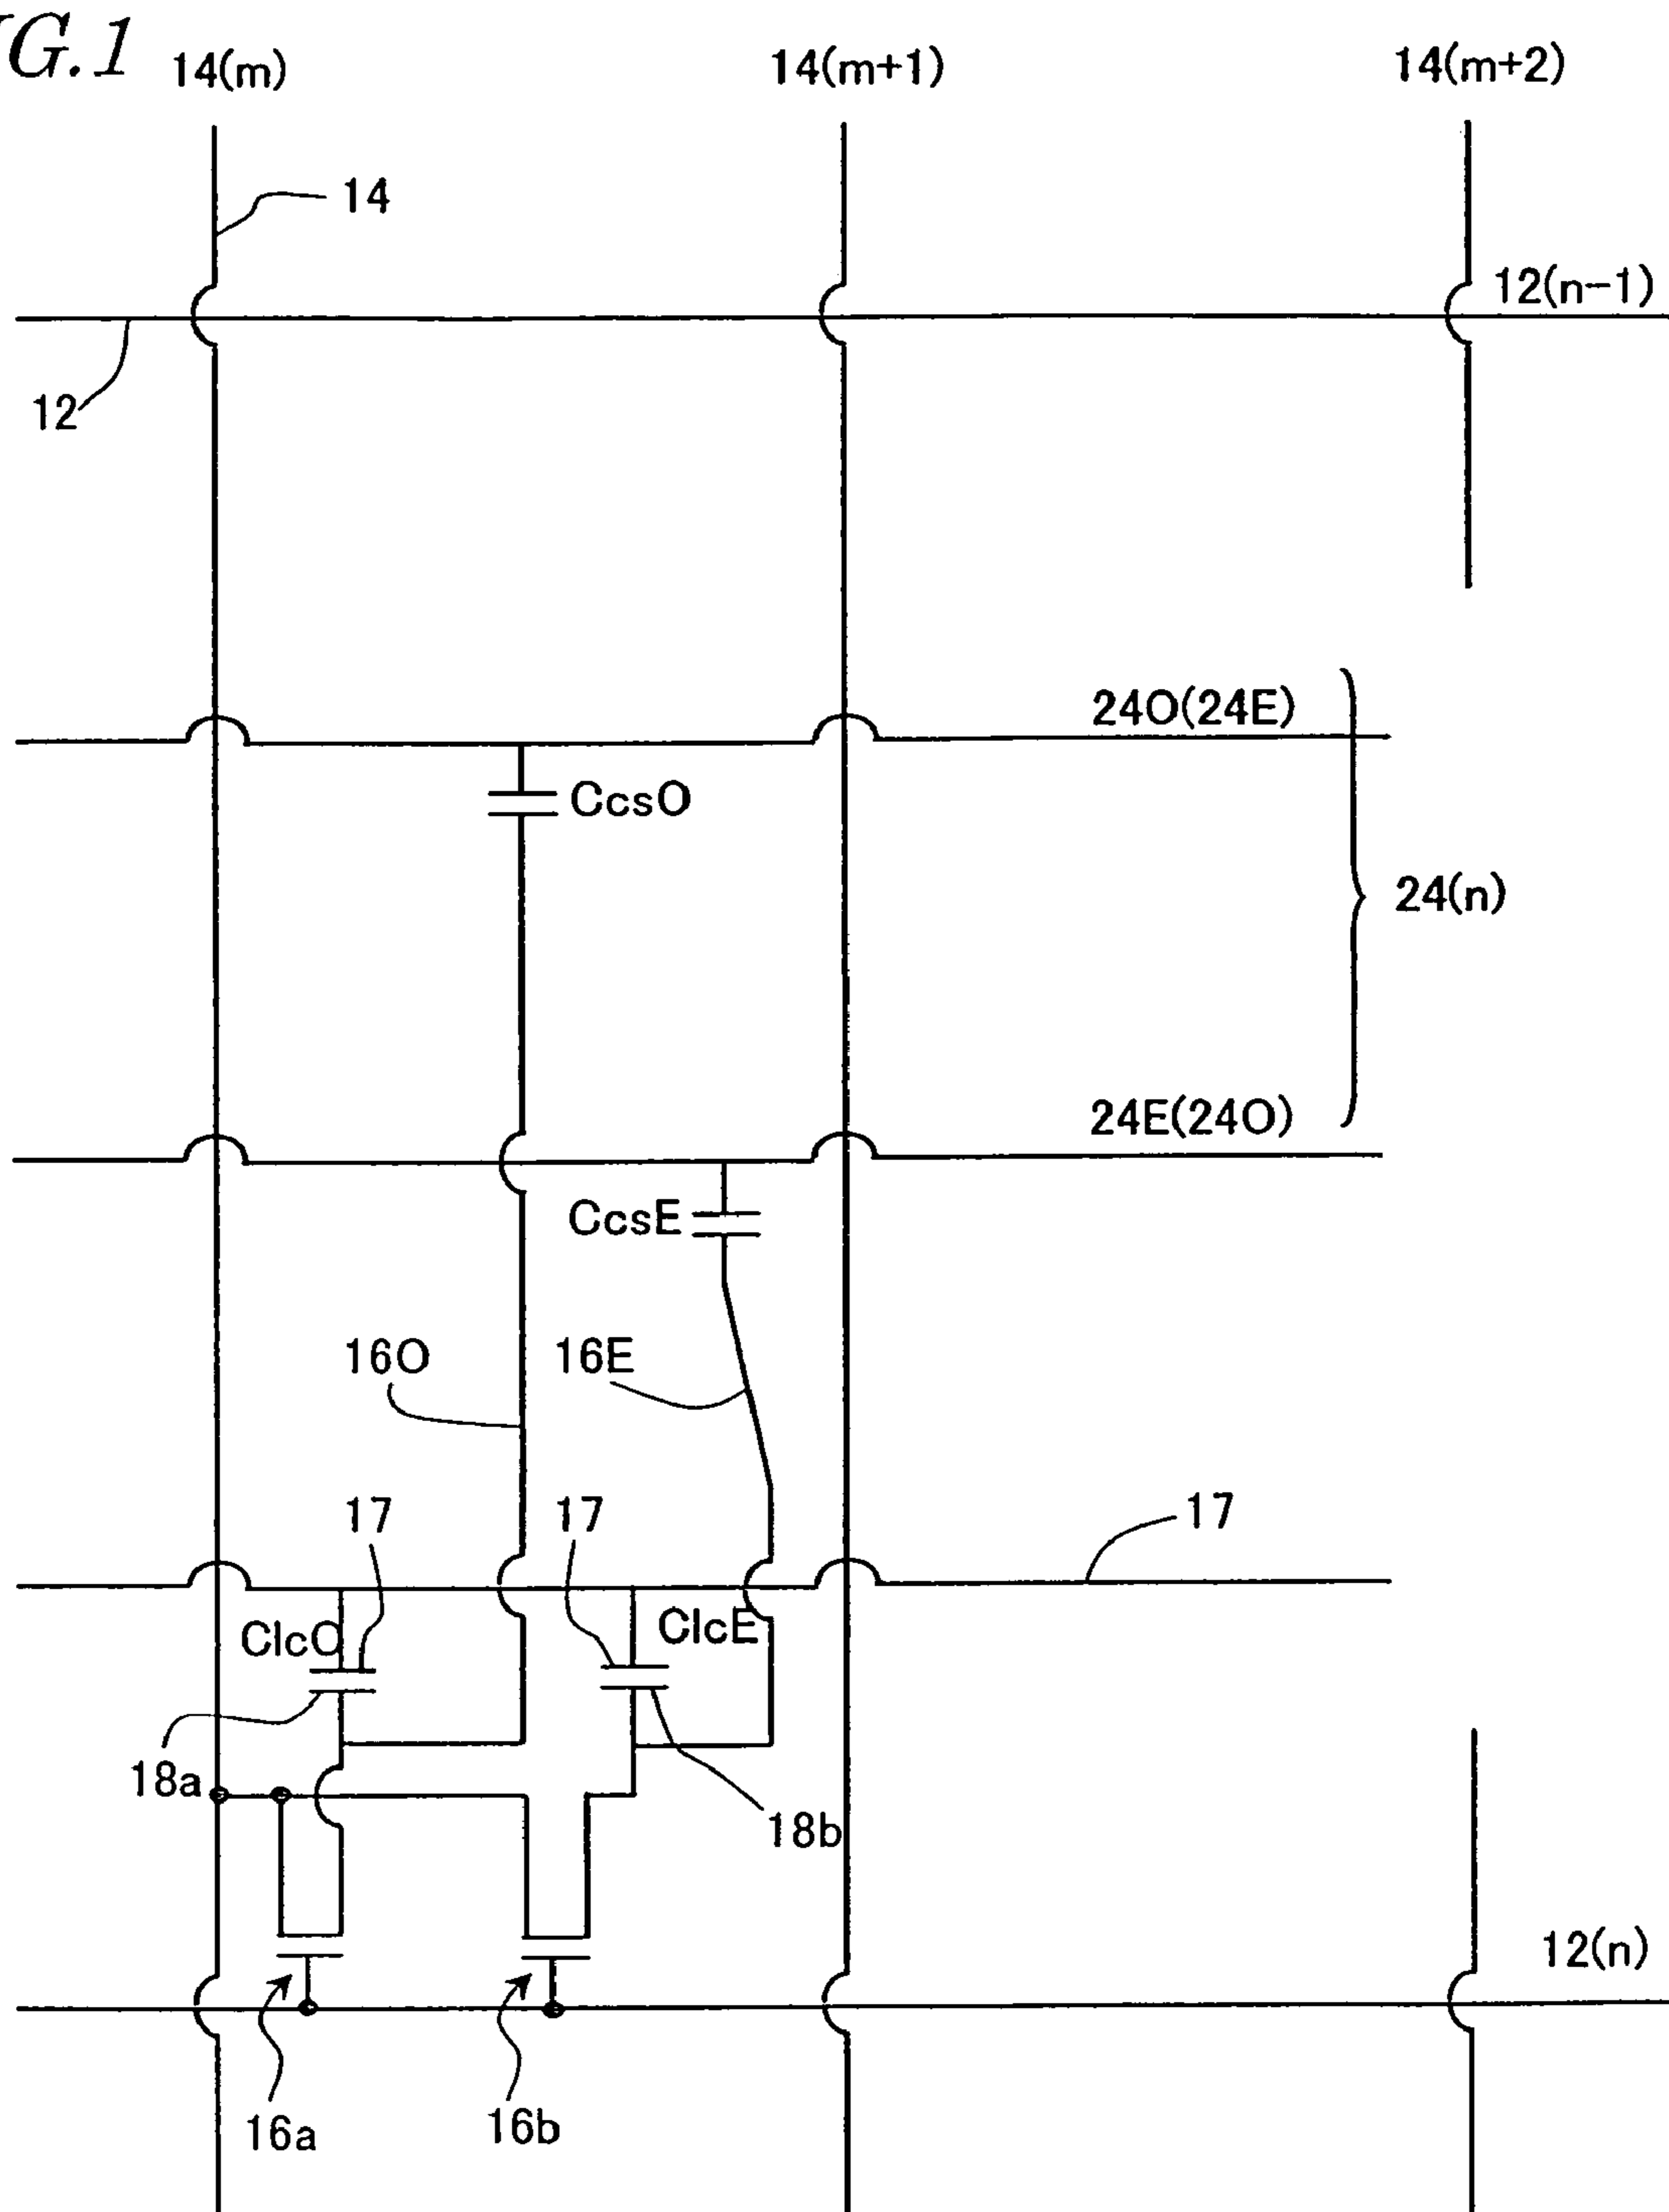 G.1
14(m)
14(m+1)
14(m+2)
14
12(n-1)
12
24O(24E)
CcsO
24(n)
24E(24O)
CcsE
16O
16E
17
17
17
ClcO
ClcE
18a
18b
12(n)
16a
16b